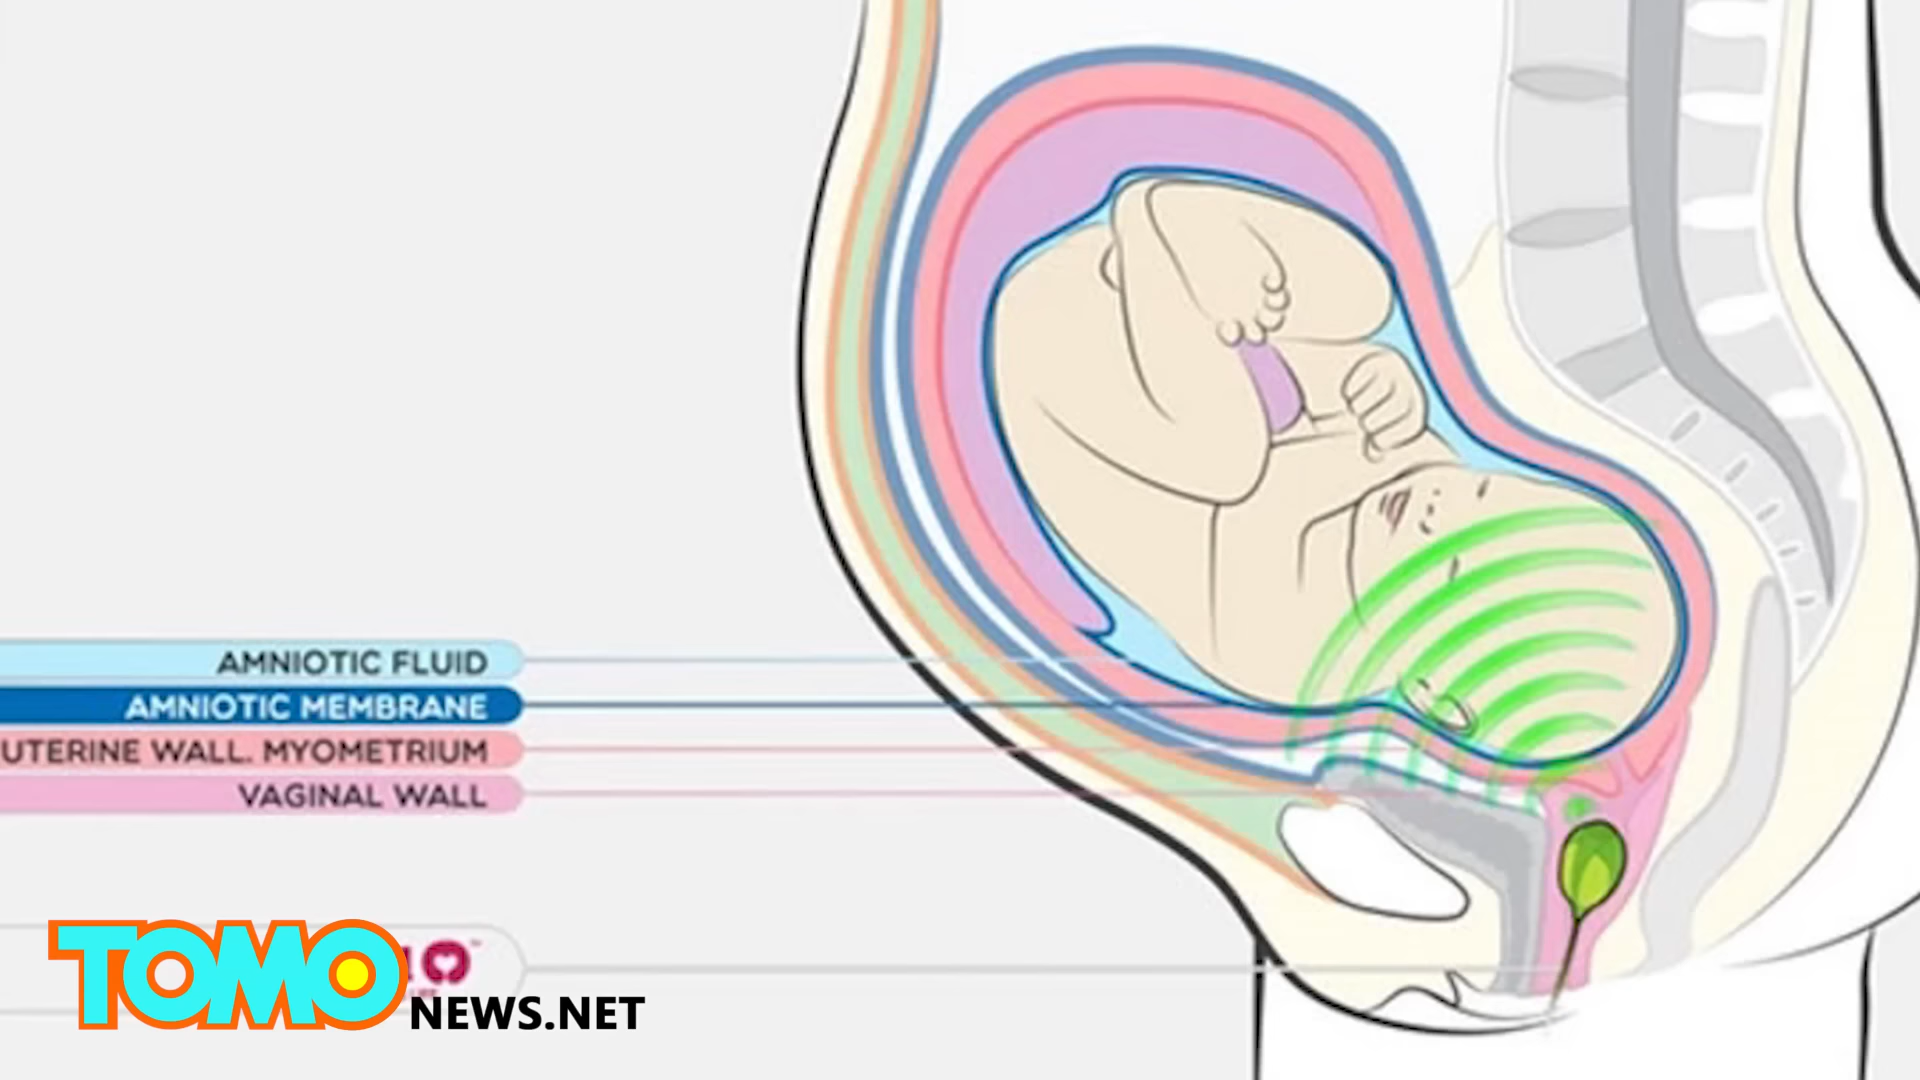 AMNIOTIC FLUID
AMNIOTIC MEMBRANE
UTERINE WALL. MYOMETRIUM
VAGINAL WALL
TOMO
NEWS.NET